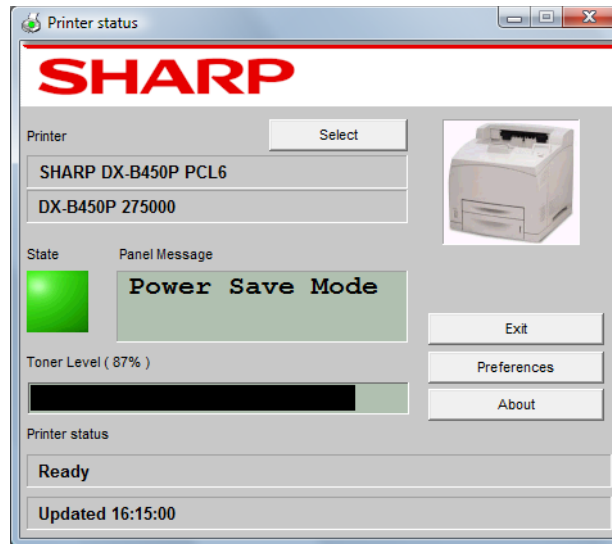 Printer status
SHARP
Printer
Select
SHARP DX-B450P PCL6
DX-B450P 275000
State
Panel Message
Power Save Mode
Exit
Toner Level ( 87% )
Preferences
About
Printer status
Ready
Updated 16:15:00